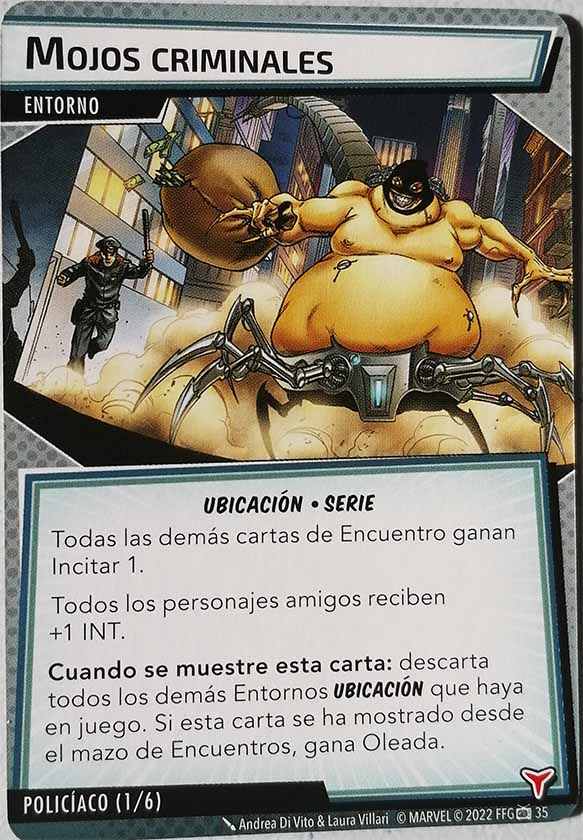 MOJOS CRIMINALES
ENTORNO
UBICACIÓN • SERIE
Todas las demás cartas de Encuentro ganan
Incitar 1.
Todos los personajes amigos reciben
+1 INT.
Cuando se muestre esta carta: descarta
todos los demás Entornos UBICACIÓN que haya
en juego. Si esta carta se ha mostrado desde
el mazo de Encuentros, gana Oleada.
POLICÍACO (1/6)
Andrea Di Vito & Laura Villari © MARVEL © 2022 FFG 35